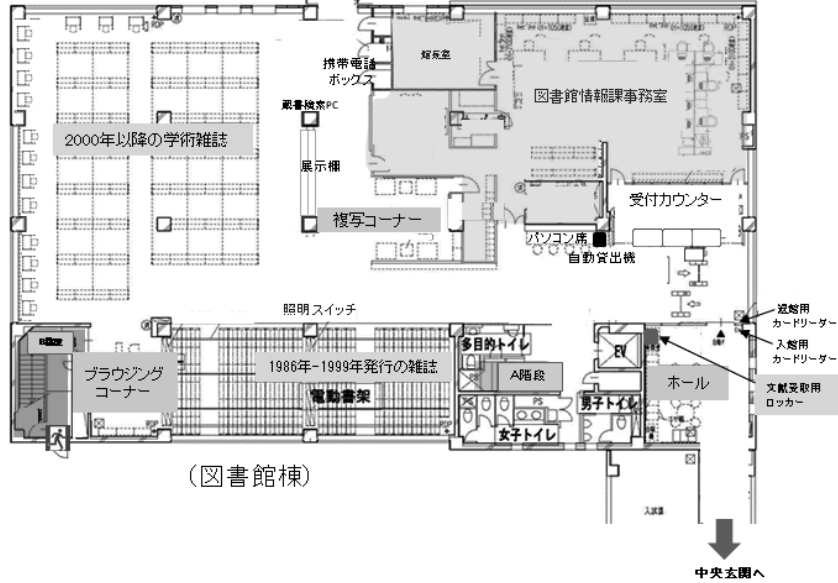 館長室
携帯電話
ボックス
図書館情報課事務室
蔵書検索PC
2000年以降の学術雑誌
展示棚
複写コーナー
受付カウンター
パソコン席
自動貸出機
照明スイッチ
退館用
カードリーダー
入館用
カードリーダー
文献受取用
ロッカー
多目的トイレ
EV
A階段
ホール
ブラウジング
コーナー
1986年-1999年発行の雑誌
電動書架
PS
男子トイレ
女子トイレ
(図書館棟)
入試課
中央玄関へ